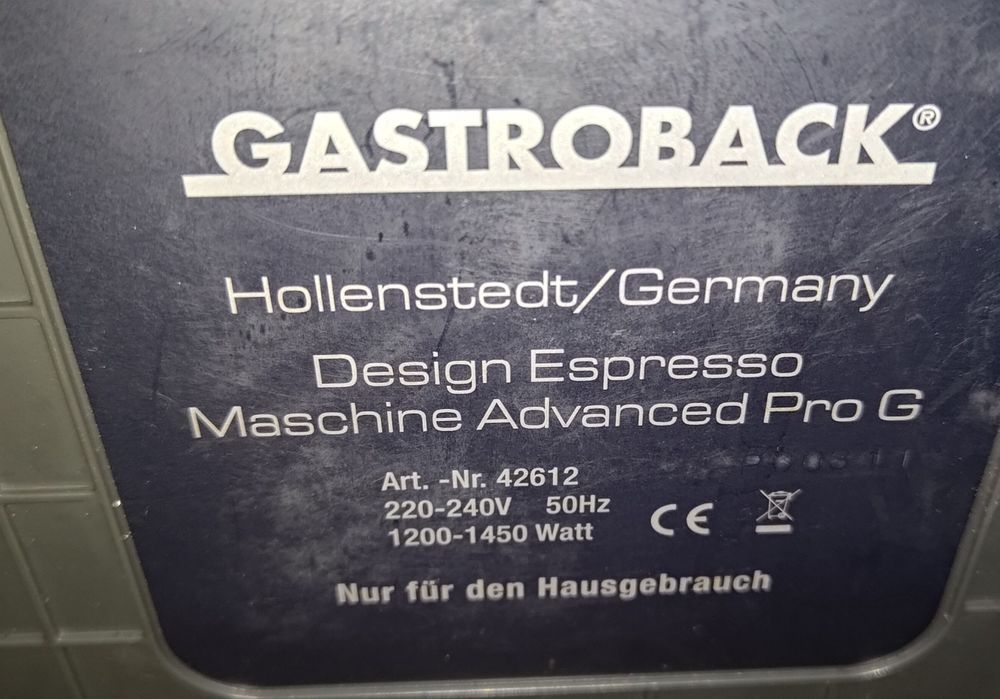 GASTROBACK®
Hollenstedt/Germany
Design Espresso
Maschine Advanced Pro G
Art. -Nr. 42612
220-240V 50Hz
1200-1450 Watt
CE
Nur für den Hausgebrauch